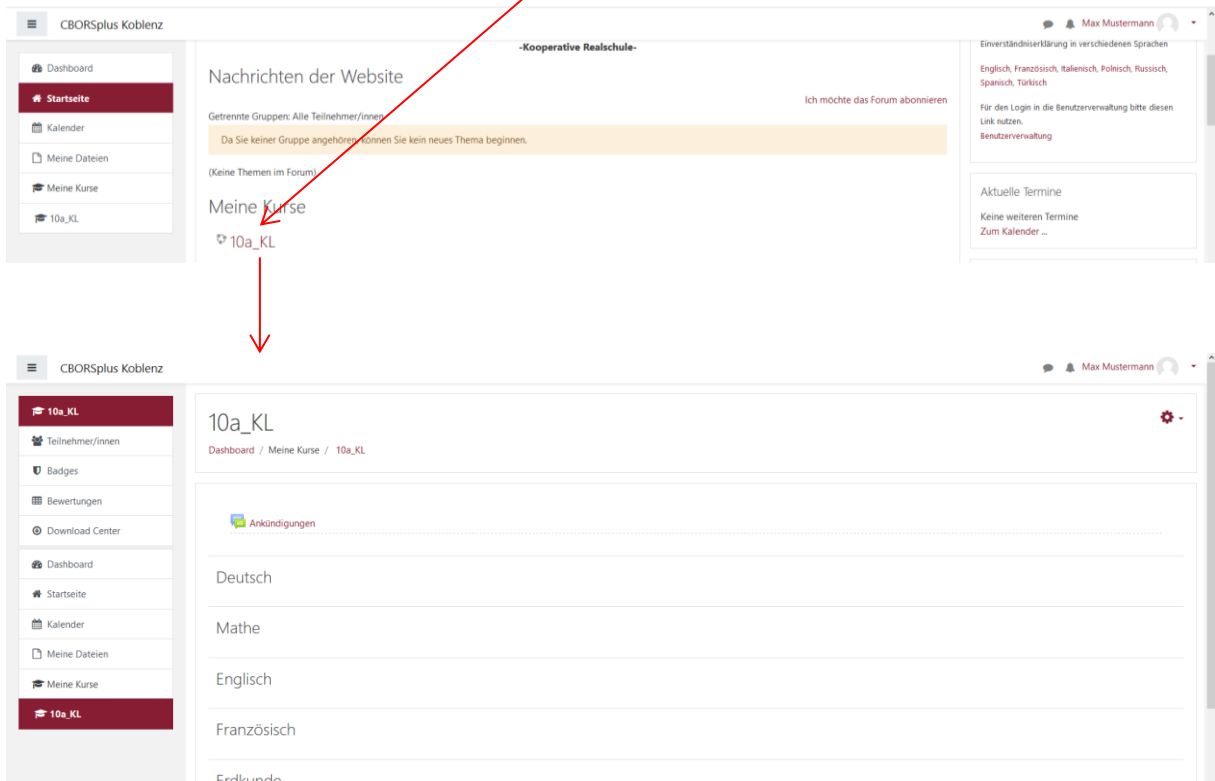 CBORSplus Koblenz
Max Mustermann
Dashboard
Startseite
Kalender
Meine Dateien
Meine Kurse
10a_KL
-Kooperative Realschule-
Nachrichten der Website
Ich möchte das Forum abonnieren
Getrennte Gruppen: Alle Teilnehmer/innen
Da Sie keiner Gruppe angehören, können Sie kein neues Thema beginnen.
(Keine Themen im Forum)
Meine Kurse
10a_KL
Einverständniserklärung in verschiedenen Sprachen
Englisch, Französisch, Italienisch, Polnisch, Russisch,
Spanisch, Türkisch
Für den Login in die Benutzerverwaltung bitte diesen
Link nutzen.
Benutzerverwaltung
Aktuelle Termine
Keine weiteren Termine
Zum Kalender ...
CBORSplus Koblenz
Max Mustermann
10a_KL
Teilnehmer/innen
Badges
Bewertungen
Download Center
Dashboard
Startseite
Kalender
Meine Dateien
Meine Kurse
10a_KL
10a_KL
Dashboard / Meine Kurse / 10a_KL
Ankündigungen
Deutsch
Mathe
Englisch
Französisch
Erdkunde